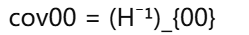 cov00 = (H⁻¹)_{00}